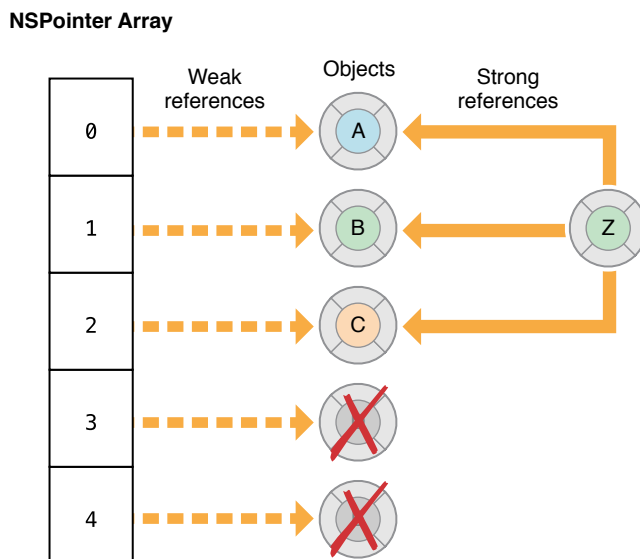 NSPointer Array
Weak
references
Objects
Strong
references
0
A
1
B
Z
2
C
3
4